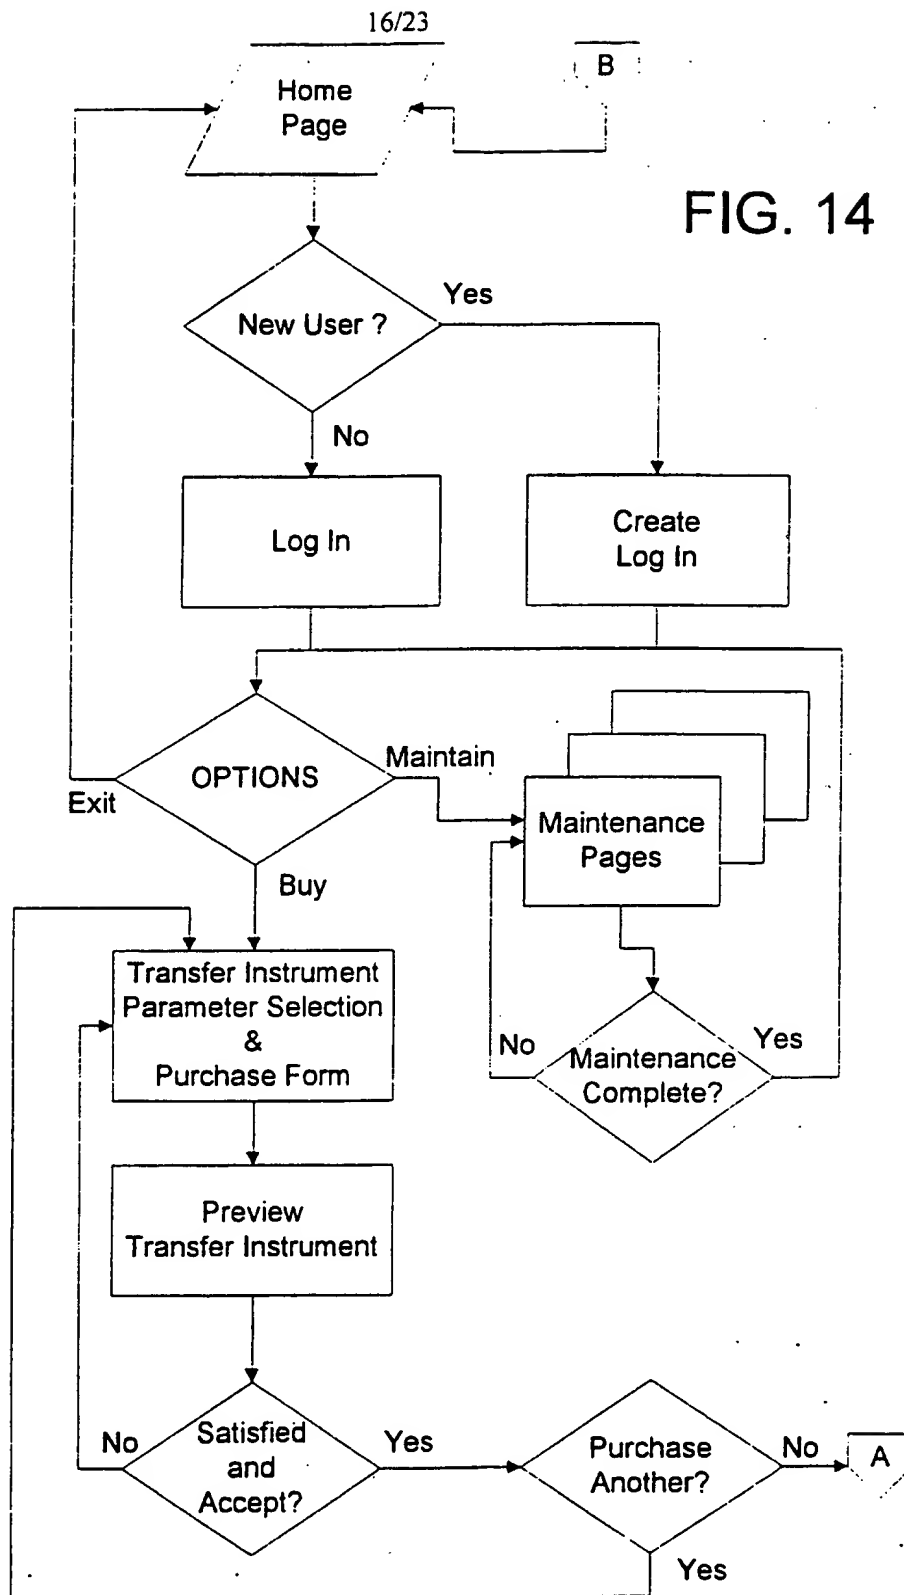 16/23
B
Home
Page
FIG. 14
New User ?
Yes
No
Log In
Create
Log In
OPTIONS
Maintain
Exit
Buy
Maintenance
Pages
Transfer Instrument
Parameter Selection
&
Purchase Form
No
Maintenance
Complete?
Yes
Preview
Transfer Instrument
No
Satisfied
and
Accept?
Yes
Purchase
Another?
No
A
Yes